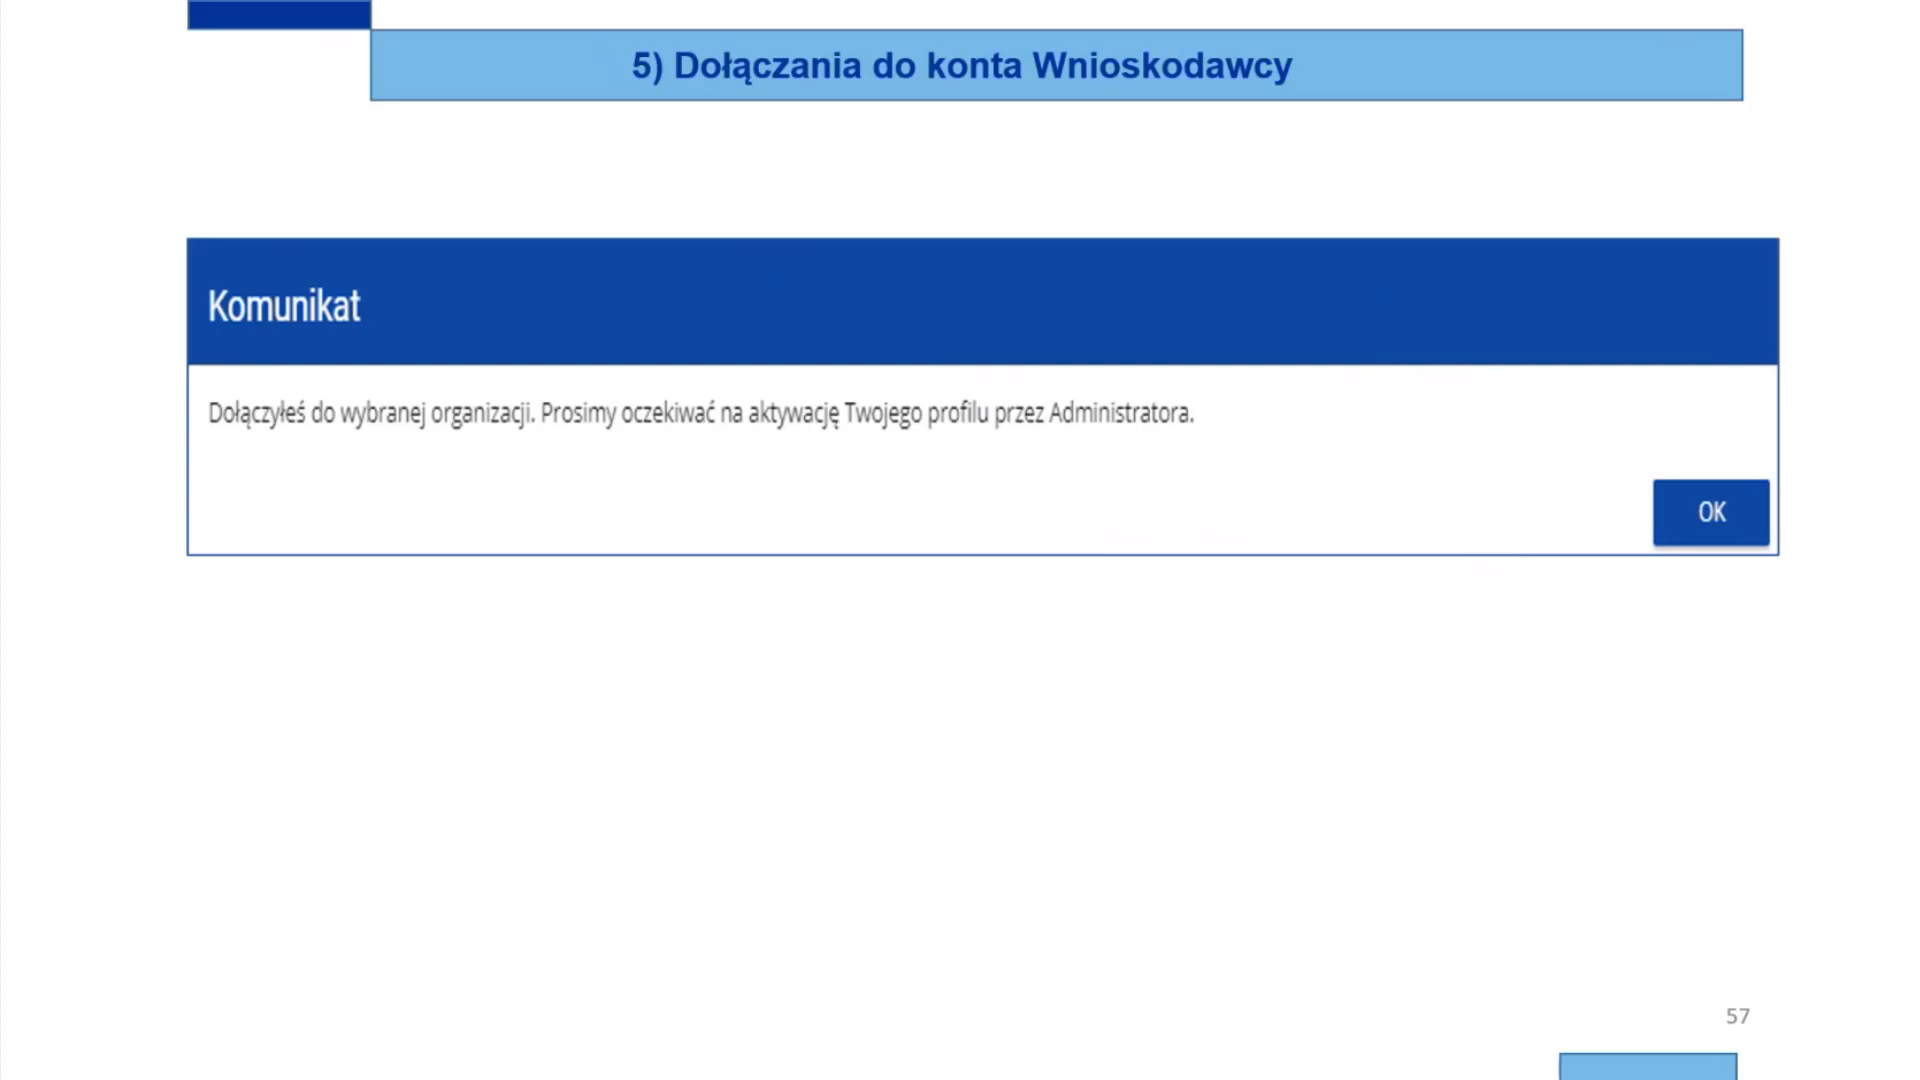 5) Dołączania do konta Wnioskodawcy
Komunikat
Dołączyłeś do wybranej organizacji. Prosimy oczekiwać na aktywację Twojego profilu przez Administratora.
OK
57